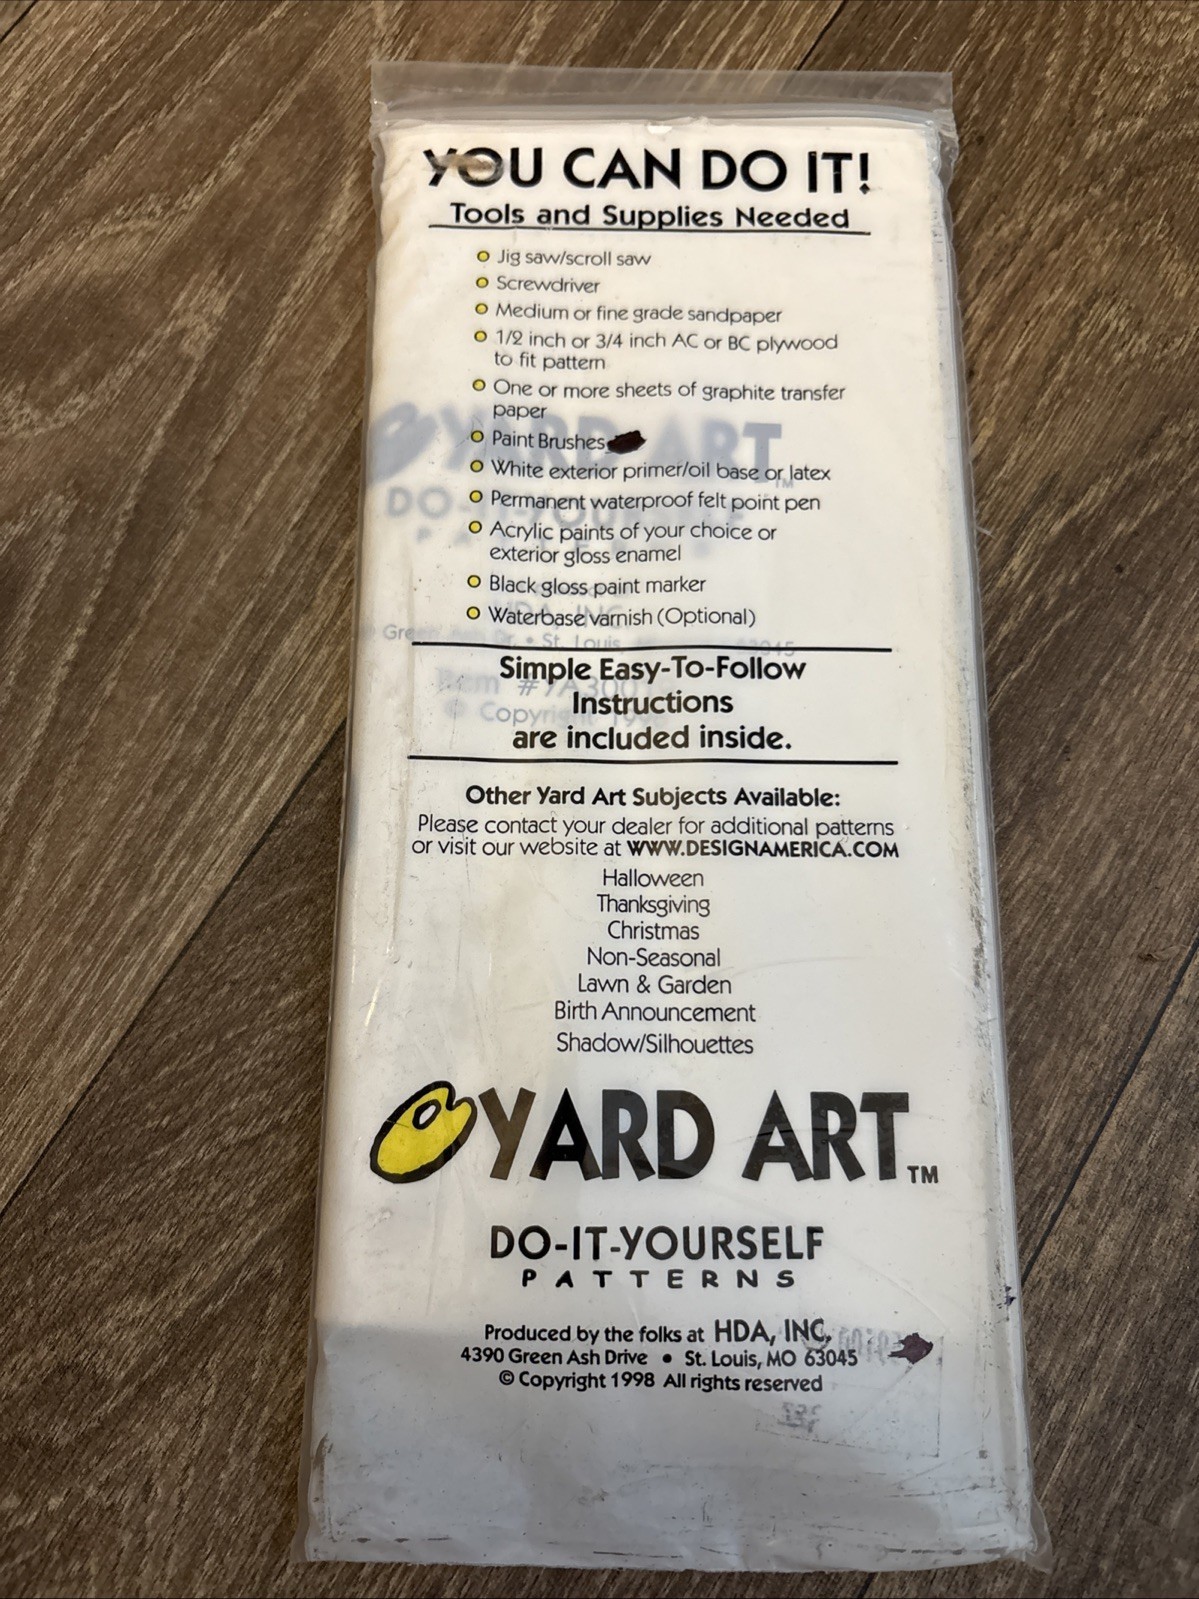 YOU CAN DO IT!
Tools and Supplies Needed
Jig saw/scroll saw
Screwdriver
Medium or fine grade sandpaper
1/2 inch or 3/4 inch AC or BC plywood
to fit pattern
One or more sheets of graphite transfer
paper
Paint Brushes
White exterior primer/oil base or latex
Permanent waterproof felt point pen
Acrylic paints of your choice or
exterior gloss enamel
Black gloss paint marker
Waterbase varnish (Optional)
Simple Easy-To-Follow
Instructions
are included inside.
Other Yard Art Subjects Available:
Please contact your dealer for additional patterns
or visit our website at WWW.DESIGNAMERICA.COM
Halloween
Thanksgiving
Christmas
Non-Seasonal
Lawn & Garden
Birth Announcement
Shadow/Silhouettes
YARD ART™
DO-IT-YOURSELF
PATTERNS
Produced by the folks at HDA, INC.
4390 Green Ash Drive • St. Louis, MO 63045
© Copyright 1998 All rights reserved